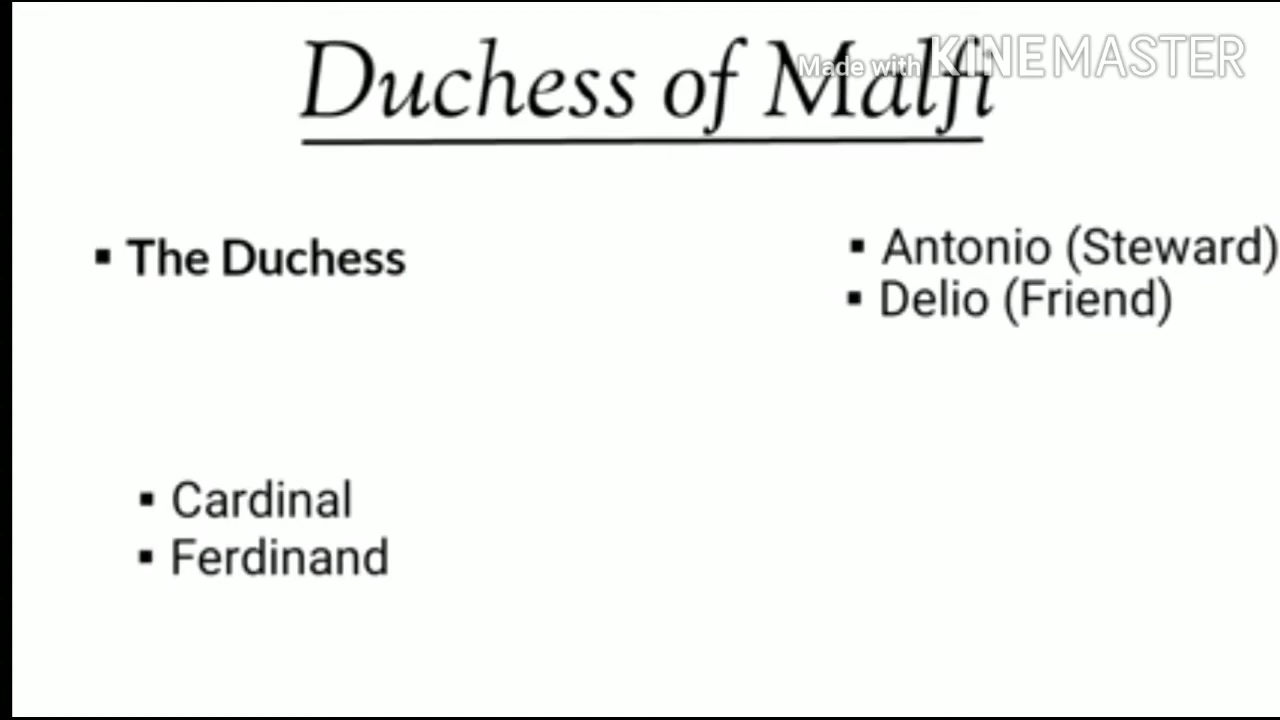 Duchess of Malfi
Made with KINEMASTER
▪ The Duchess
▪ Antonio (Steward)
▪ Delio (Friend)
▪ Cardinal
▪ Ferdinand